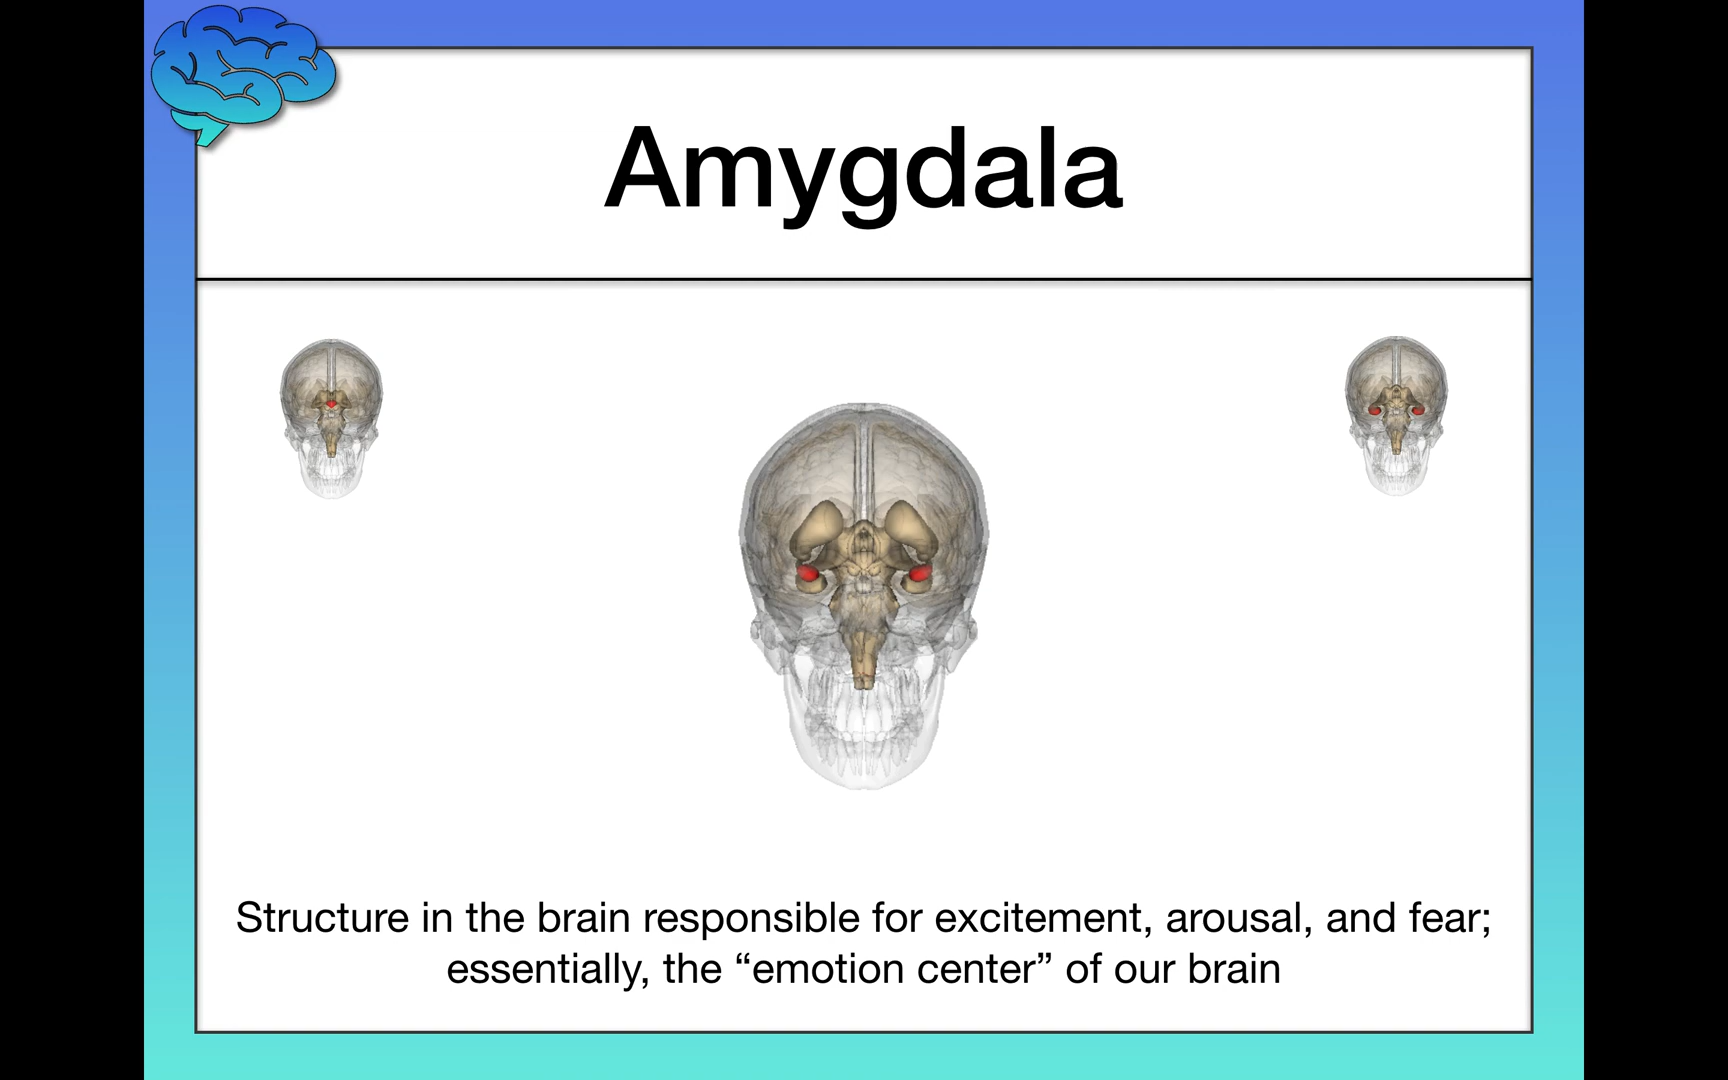 Amygdala
Structure in the brain responsible for excitement, arousal, and fear;
essentially, the “emotion center” of our brain